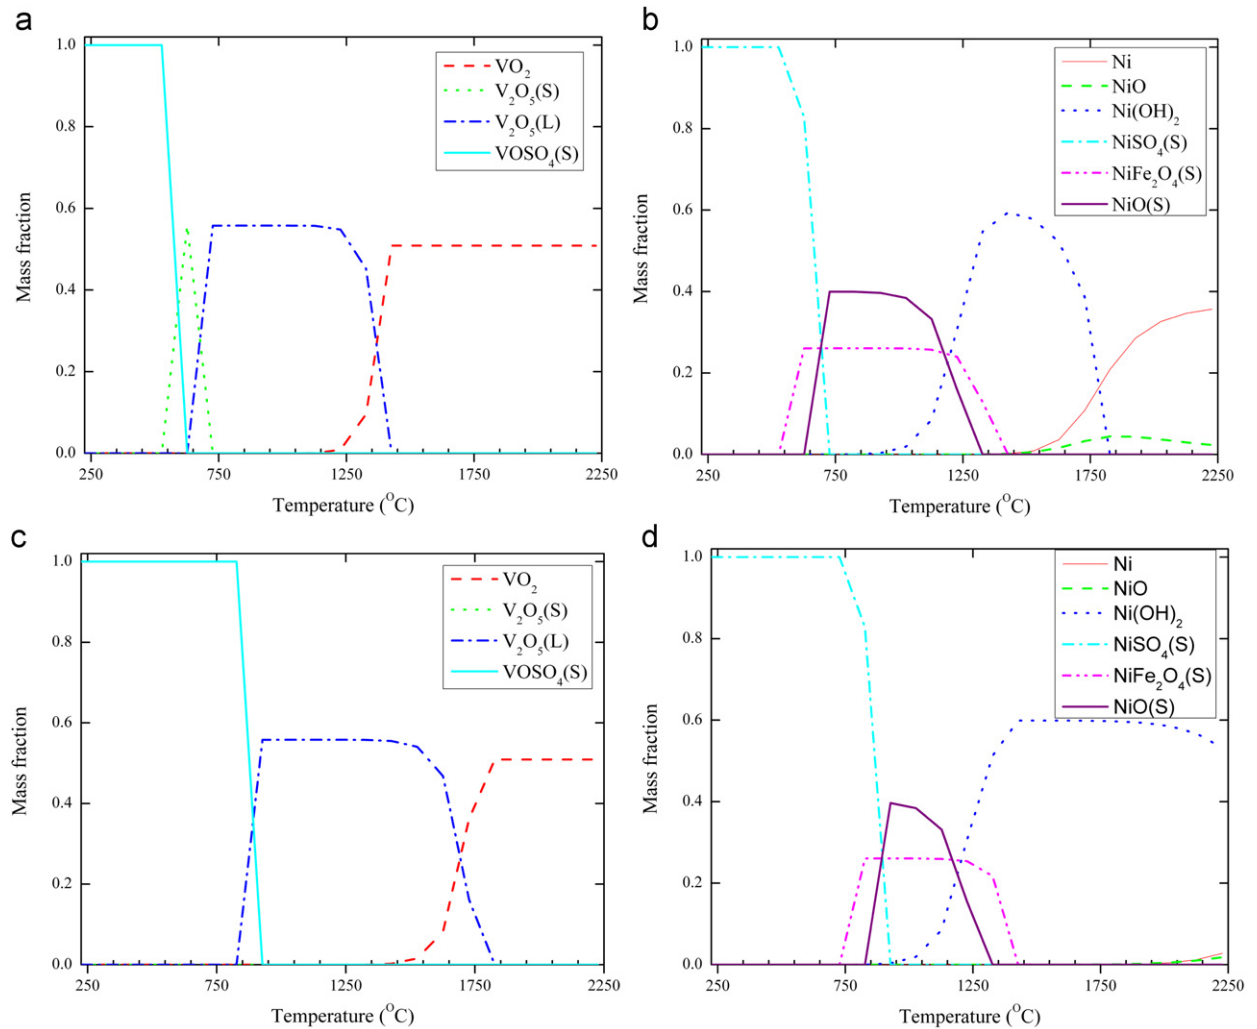 a
1.0
0.8
0.6
0.4
0.2
0.0
Mass fraction
250
750
1250
1750
2250
Temperature (°C)
VO₂
V₂O₅(S)
V₂O₅(L)
VOSO₄(S)
b
1.0
0.8
0.6
0.4
0.2
0.0
Mass fraction
250
750
1250
1750
2250
Temperature (°C)
Ni
NiO
Ni(OH)₂
NiSO₄(S)
NiFe₂O₄(S)
NiO(S)
c
1.0
0.8
0.6
0.4
0.2
0.0
Mass fraction
250
750
1250
1750
2250
Temperature (°C)
VO₂
V₂O₅(S)
V₂O₅(L)
VOSO₄(S)
d
1.0
0.8
0.6
0.4
0.2
0.0
Mass fraction
250
750
1250
1750
2250
Temperature (°C)
Ni
NiO
Ni(OH)₂
NiSO₄(S)
NiFe₂O₄(S)
NiO(S)